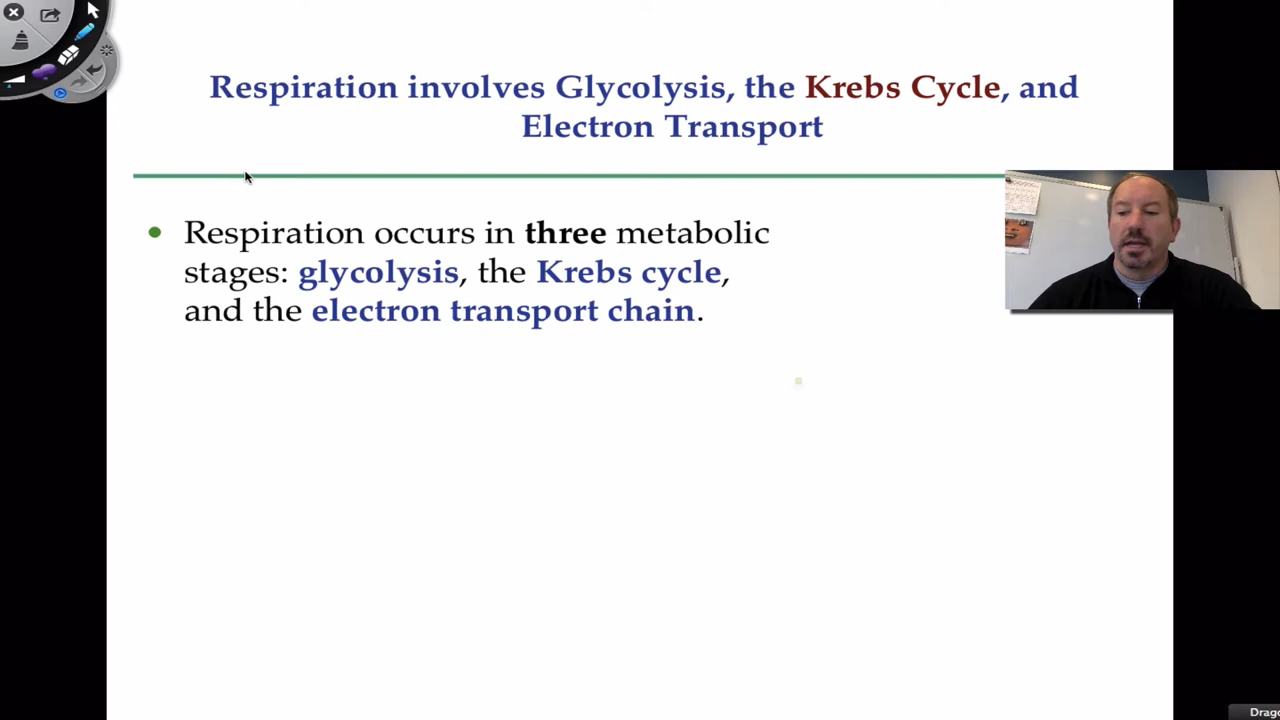 Respiration involves Glycolysis, the Krebs Cycle, and
Electron Transport
Respiration occurs in three metabolic
stages: glycolysis, the Krebs cycle,
and the electron transport chain.
Drago